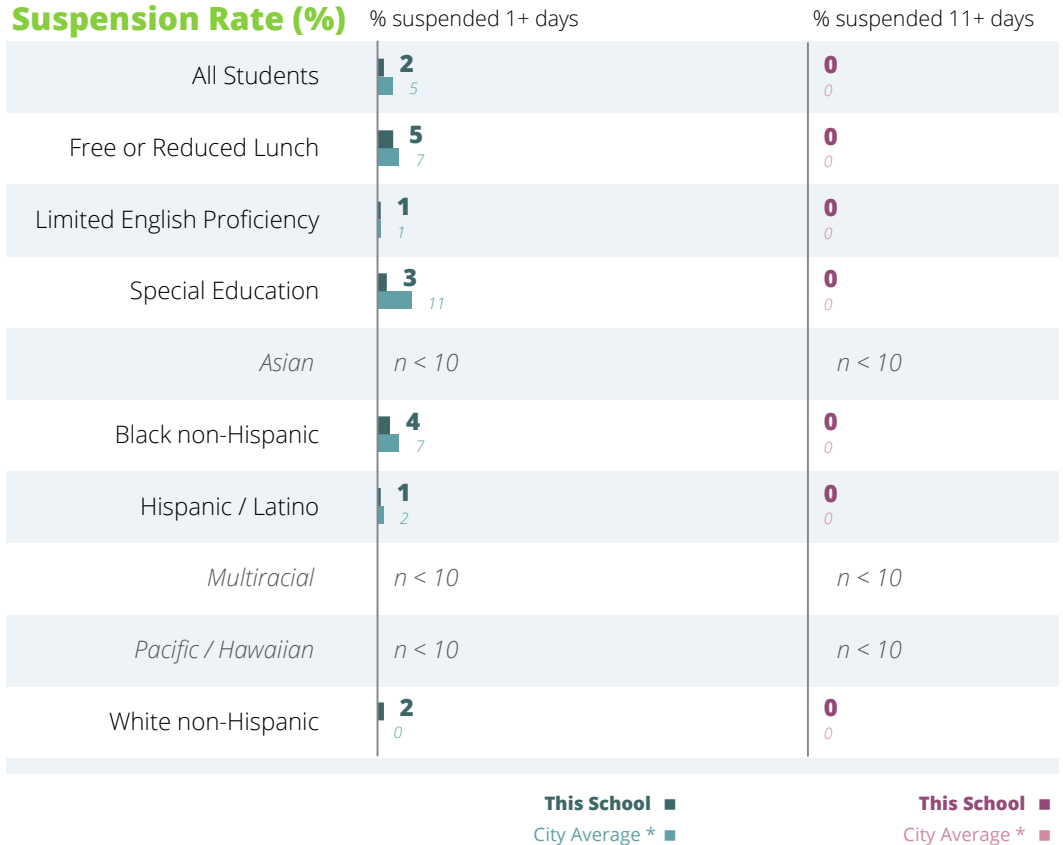 Suspension Rate (%) % suspended 1+ days % suspended 11+ days
All Students 2 0
5 0
Free or Reduced Lunch 5 0
7 0
Limited English Proficiency 1 0
1 0
Special Education 3 0
11 0
Asian n < 10 n < 10
Black non-Hispanic 4 0
7 0
Hispanic / Latino 1 0
2 0
Multiracial n < 10 n < 10
Pacific / Hawaiian n < 10 n < 10
White non-Hispanic 2 0
0 0
This School This School
City Average * City Average *